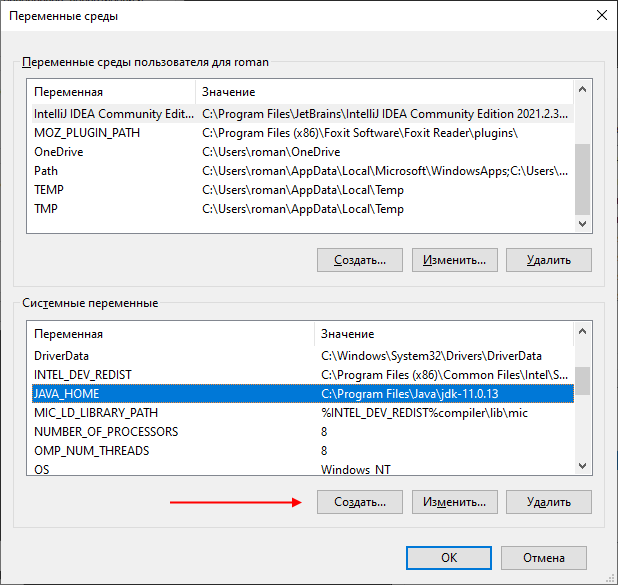 Переменные среды
Переменные среды пользователя для roman
Переменная Значение
IntelliJ IDEA Community Edit... C:\Program Files\JetBrains\IntelliJ IDEA Community Edition 2021.2.3...
MOZ_PLUGIN_PATH C:\Program Files (x86)\Foxit Software\Foxit Reader\plugins\
OneDrive C:\Users\roman\OneDrive
Path C:\Users\roman\AppData\Local\Microsoft\WindowsApps;C:\Users\...
TEMP C:\Users\roman\AppData\Local\Temp
TMP C:\Users\roman\AppData\Local\Temp
Создать... Изменить... Удалить
Системные переменные
Переменная Значение
DriverData C:\Windows\System32\Drivers\DriverData
INTEL_DEV_REDIST C:\Program Files (x86)\Common Files\Intel\S...
JAVA_HOME C:\Program Files\Java\jdk-11.0.13
MIC_LD_LIBRARY_PATH %INTEL_DEV_REDIST%compiler\lib\mic
NUMBER_OF_PROCESSORS 8
OMP_NUM_THREADS 8
OS Windows_NT
Создать... Изменить... Удалить
ОК Отмена